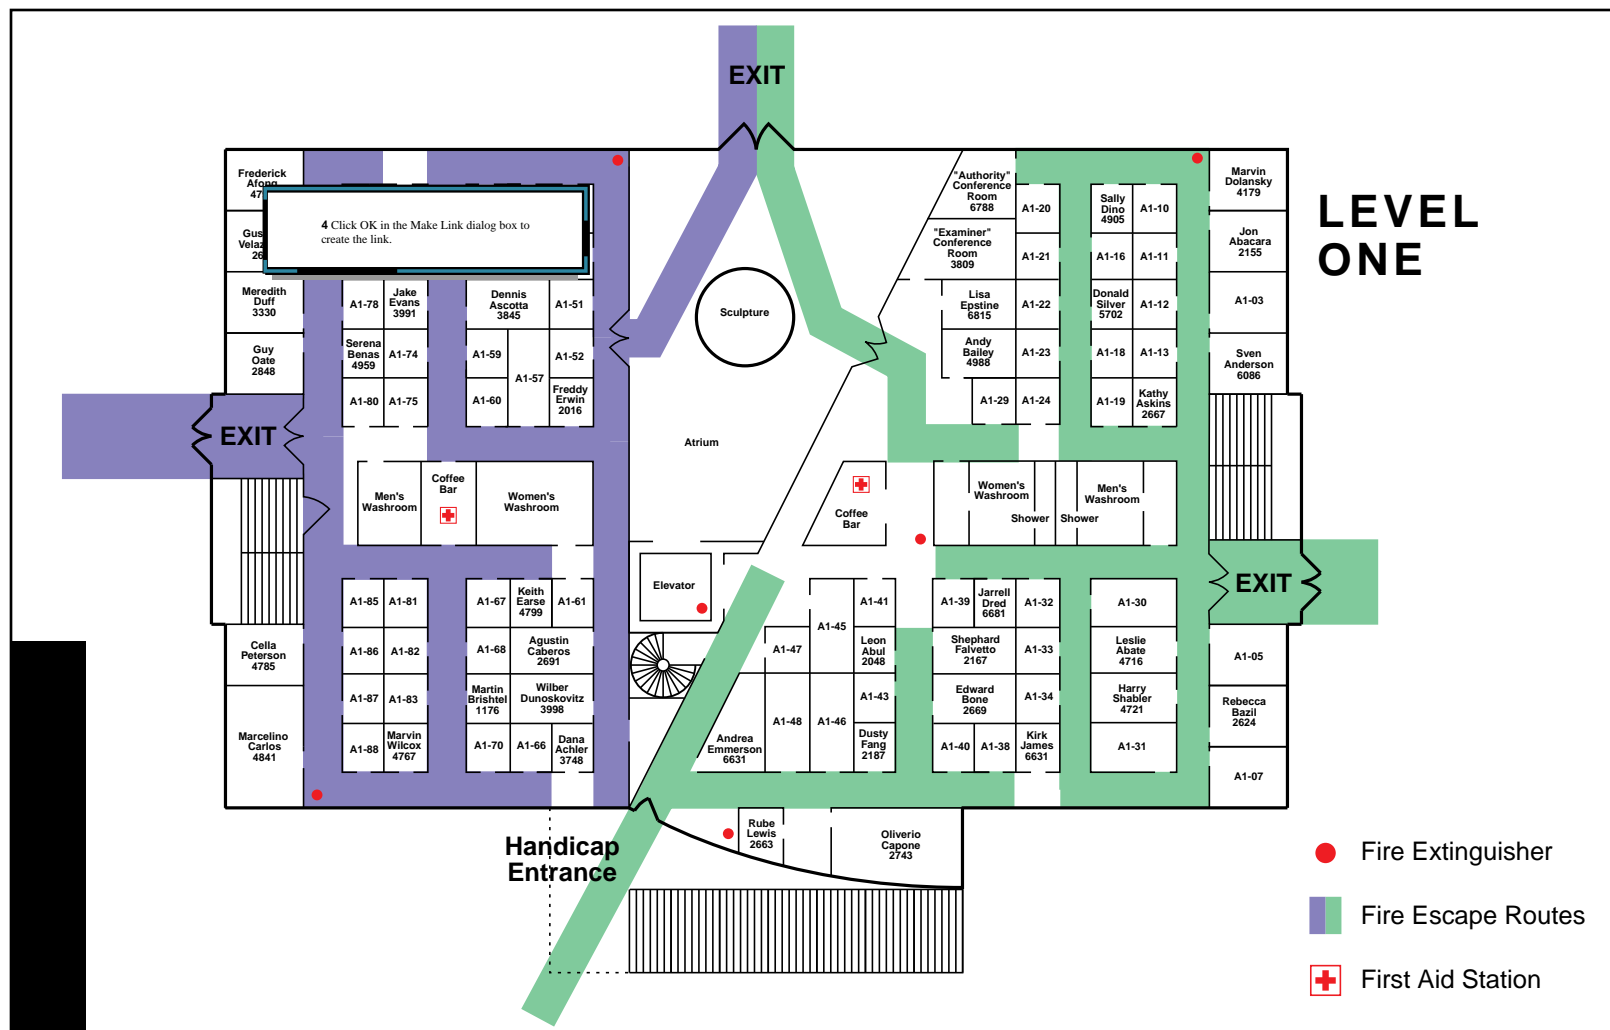 EXIT
LEVEL
ONE
Frederick
Afong
Marvin
Dolansky
4179
"Authority"
Conference
Room
6788
A1-20
Sally
Dino
4905
A1-10
4 Click OK in the Make Link dialog box to
create the link.
"Examiner"
Conference
Room
3809
A1-21
A1-16
A1-11
Jon
Abacara
2155
Meredith
Duff
3330
A1-78
Jake
Evans
3991
Dennis
Ascotta
3845
A1-51
Sculpture
Lisa
Epstine
6815
A1-22
Donald
Silver
5702
A1-12
A1-03
Guy
Oate
2848
Serena
Benas
4959
A1-74
A1-59
A1-57
A1-52
Andy
Bailey
4988
A1-23
A1-18
A1-13
Sven
Anderson
6086
A1-80
A1-75
A1-60
Freddy
Erwin
2016
A1-29
A1-24
A1-19
Kathy
Askins
2667
EXIT
Atrium
Men's
Washroom
Coffee
Bar
Women's
Washroom
Coffee
Bar
Women's
Washroom
Shower
Shower
Men's
Washroom
Elevator
EXIT
A1-85
A1-81
A1-67
Keith
Earse
4799
A1-61
A1-45
A1-41
A1-39
Jarrell
Dred
6681
A1-32
A1-30
Cella
Peterson
4785
A1-86
A1-82
A1-68
Agustin
Caberos
2691
A1-47
Leon
Abul
2048
Shephard
Falvetto
2167
A1-33
Leslie
Abate
4716
A1-05
A1-87
A1-83
Martin
Brishtel
1176
Wilber
Dunoskovitz
3998
A1-48
A1-46
A1-43
Edward
Bone
2669
A1-34
Harry
Shabler
4721
Rebecca
Bazil
2624
Marcelino
Carlos
4841
A1-88
Marvin
Wilcox
4767
A1-70
A1-66
Dana
Achler
3748
Andrea
Emmerson
6631
Dusty
Fang
2187
A1-40
A1-38
Kirk
James
6631
A1-31
A1-07
Handicap
Entrance
Rube
Lewis
2663
Oliverio
Capone
2743
Fire Extinguisher
Fire Escape Routes
First Aid Station